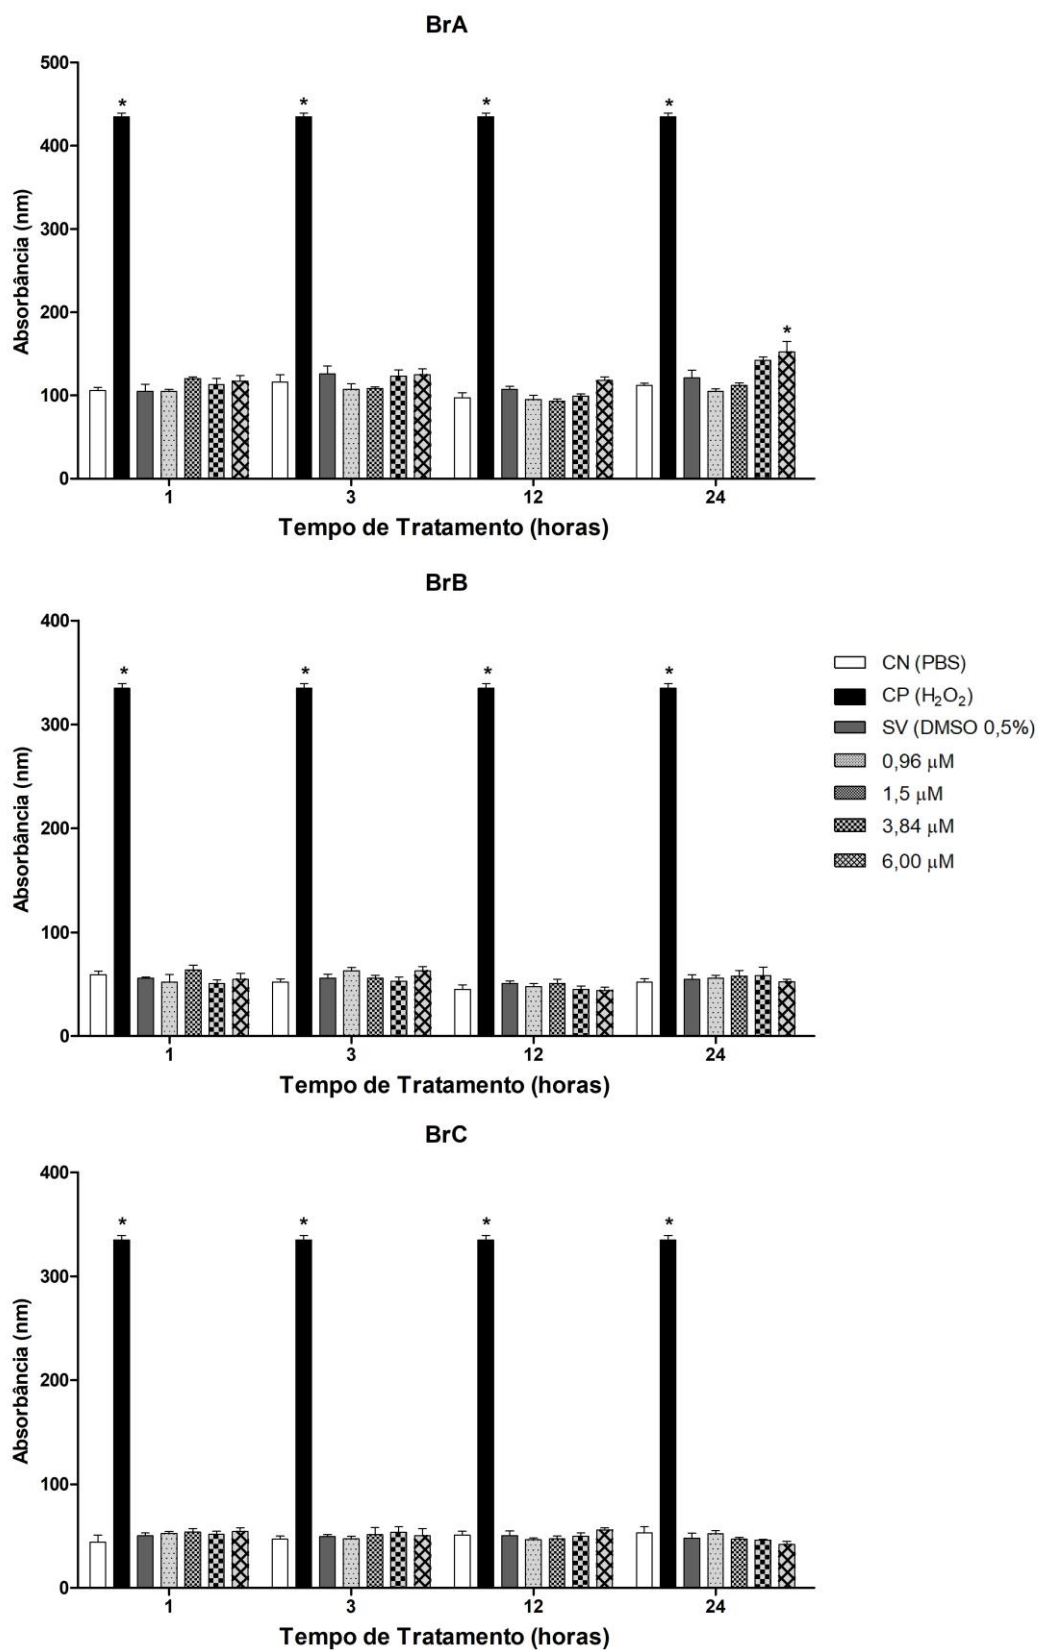 BrA
500
400
300
200
100
0
Absorbância (nm)
* * * * *
1 3 12 24
Tempo de Tratamento (horas)
BrB
400
300
200
100
0
Absorbância (nm)
* * * *
1 3 12 24
Tempo de Tratamento (horas)
CN (PBS)
CP (H₂O₂)
SV (DMSO 0,5%)
0,96 μM
1,5 μM
3,84 μM
6,00 μM
BrC
400
300
200
100
0
Absorbância (nm)
* * * *
1 3 12 24
Tempo de Tratamento (horas)